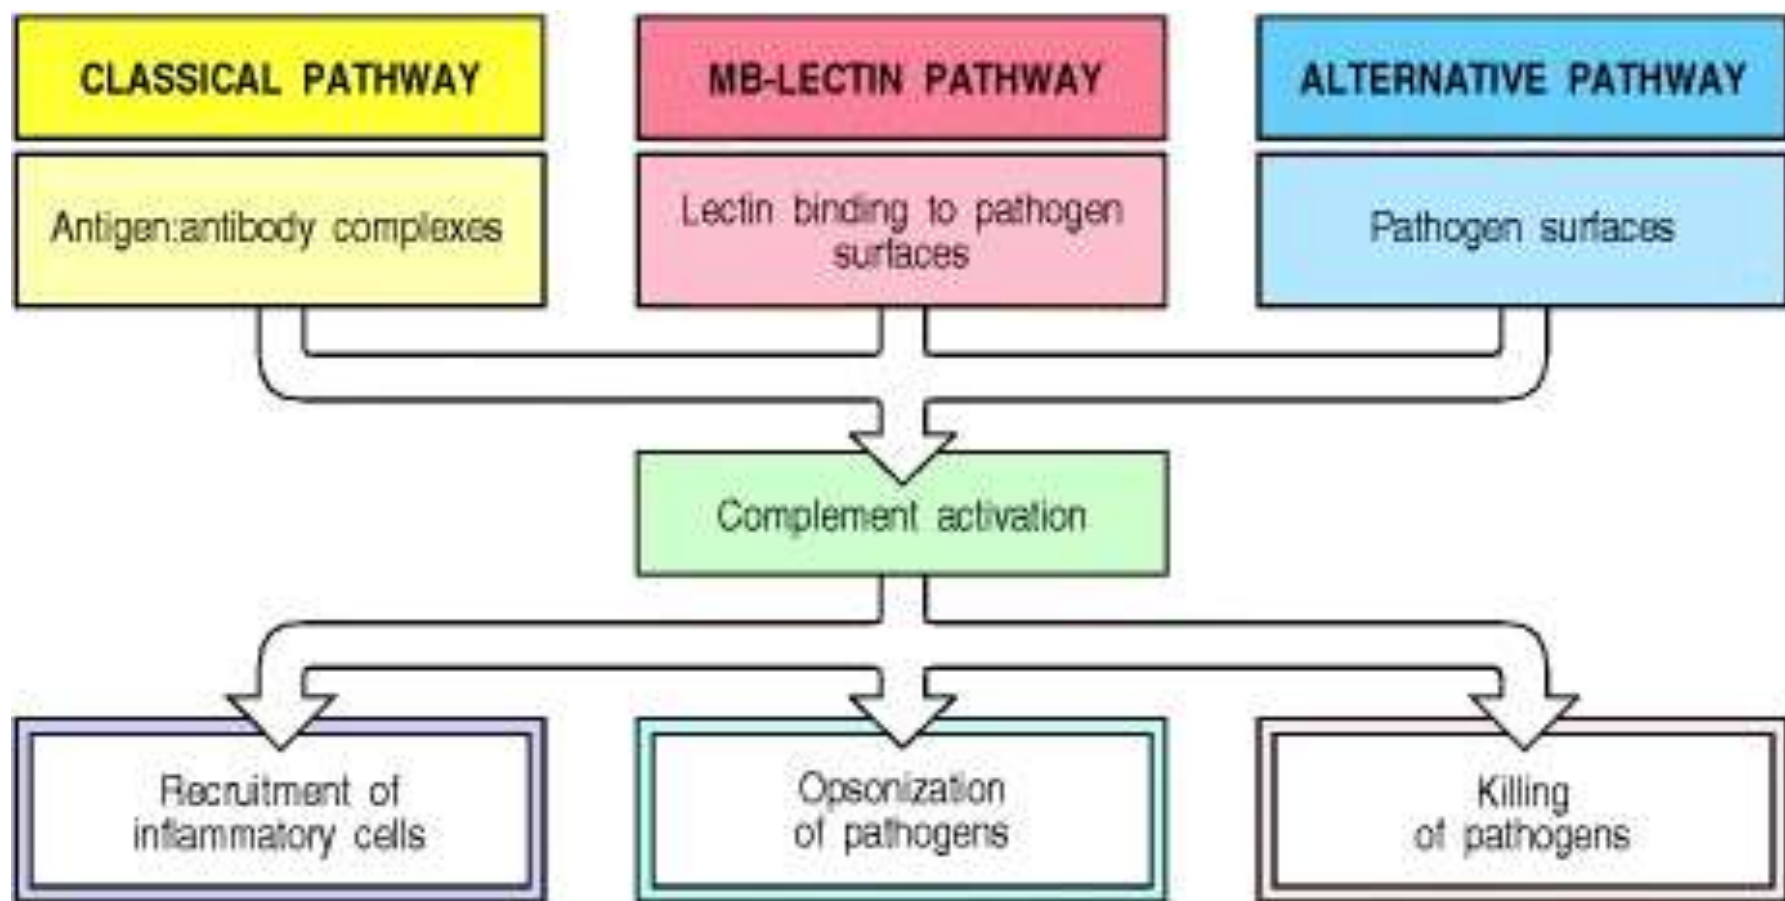 CLASSICAL PATHWAY
MB-LECTIN PATHWAY
ALTERNATIVE PATHWAY
Antigen:antibody complexes
Lectin binding to pathogen
surfaces
Pathogen surfaces
Complement activation
Recruitment of
inflammatory cells
Opsonization
of pathogens
Killing
of pathogens